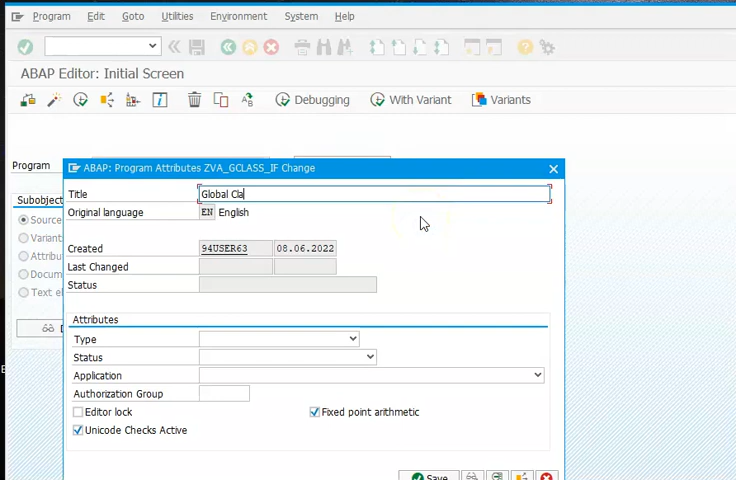 Program Edit Goto Utilities Environment System Help
ABAP Editor: Initial Screen
Debugging With Variant Variants
Program
ABAP: Program Attributes ZVA_GCLASS_IF Change
Title Global Cla
Subobject
Original language EN English
Source
Variant
Created 94USER63 08.06.2022
Attribu
Last Changed
Docum
Status
Text el
Attributes
Type
Status
Application
Authorization Group
Editor lock Fixed point arithmetic
Unicode Checks Active
Save